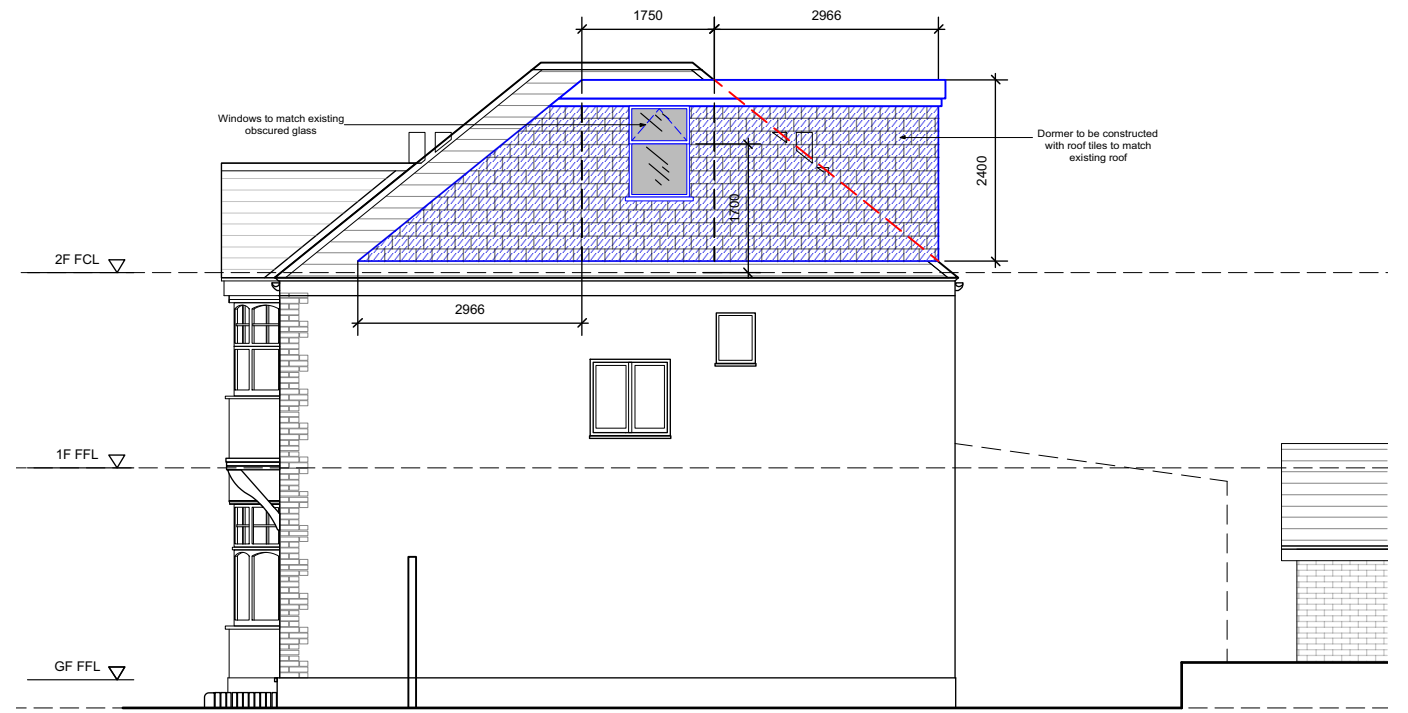 1750
2966
Windows to match existing
obscured glass
Dormer to be constructed
with roof tiles to match
existing roof
2400
1700
2F FCL
2966
1F FFL
GF FFL